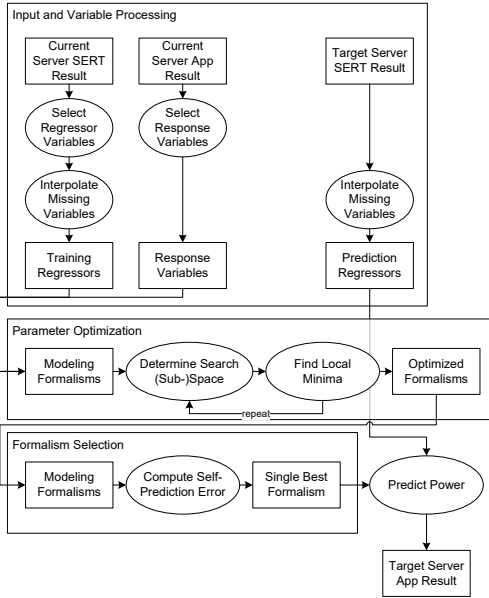 Input and Variable Processing
Current
Server SERT
Result
Current
Server App
Result
Target Server
SERT Result
Select
Regressor
Variables
Select
Response
Variables
Interpolate
Missing
Variables
Interpolate
Missing
Variables
Training
Regressors
Response
Variables
Prediction
Regressors
Parameter Optimization
Modeling
Formalisms
Determine Search
(Sub-)Space
Find Local
Minima
Optimized
Formalisms
repeat
Formalism Selection
Modeling
Formalisms
Compute Self-
Prediction Error
Single Best
Formalism
Predict Power
Target Server
App Result